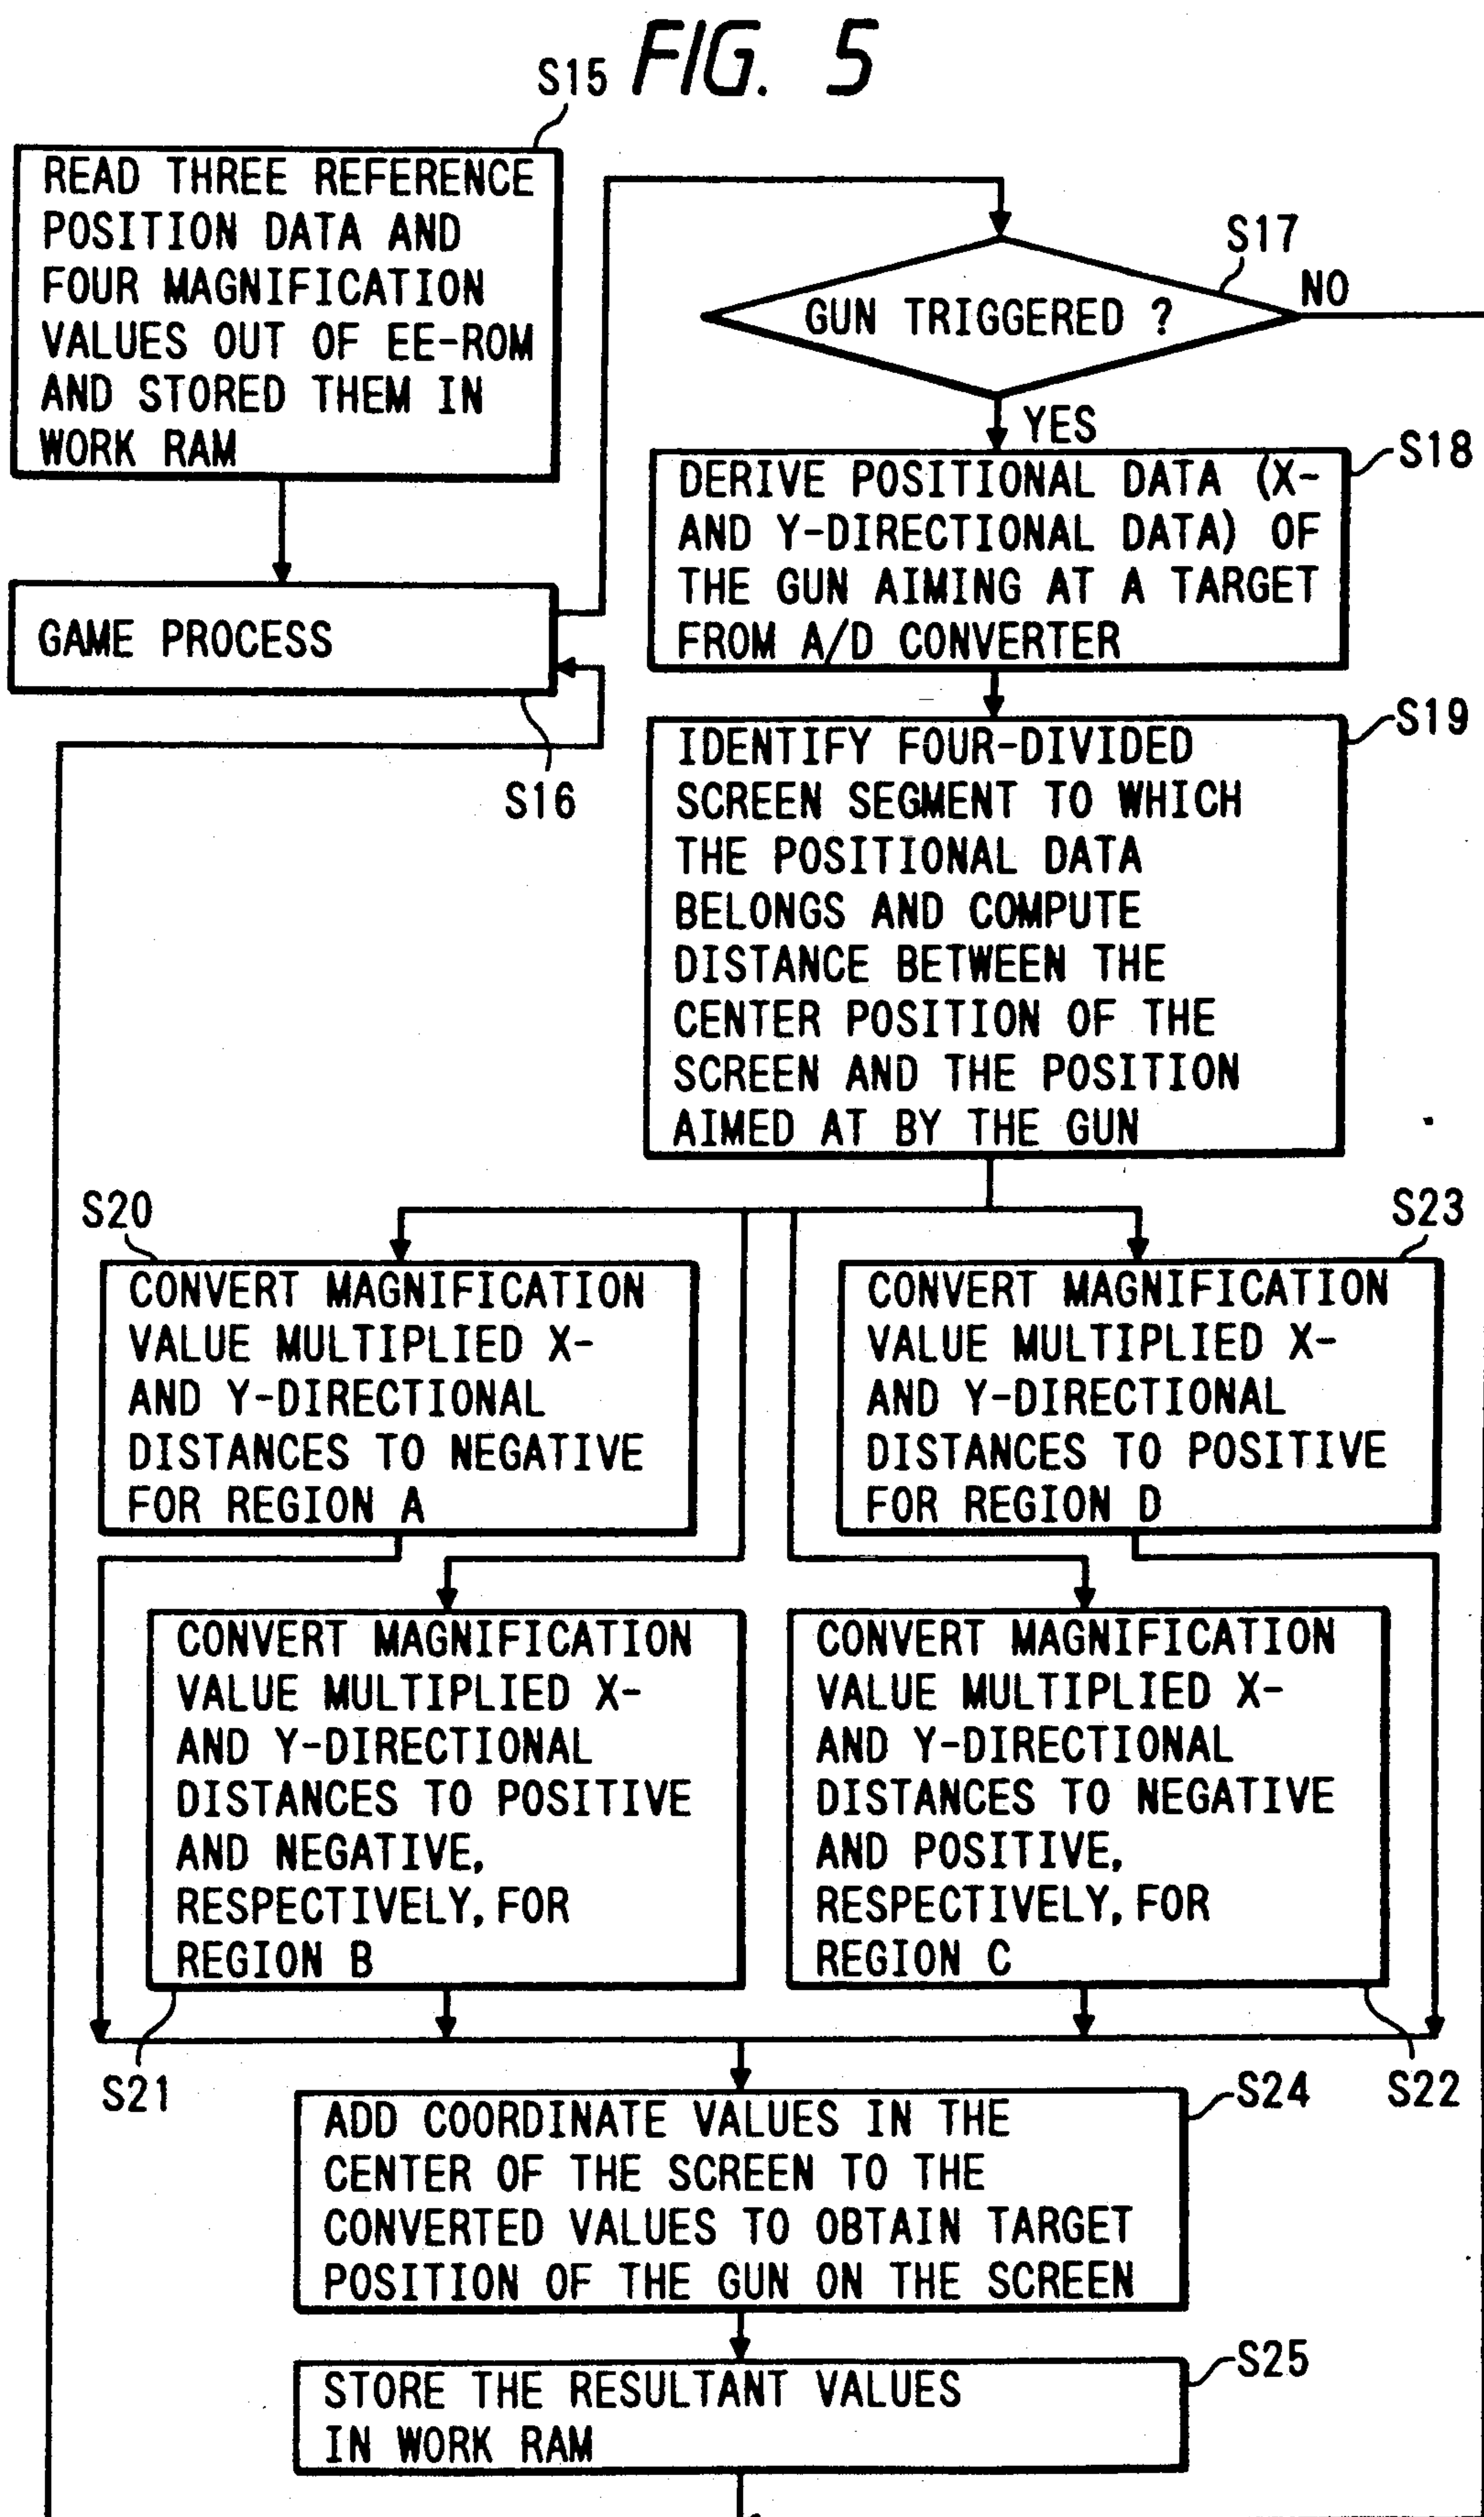 FIG. 5
S15
READ THREE REFERENCE
POSITION DATA AND
FOUR MAGNIFICATION
VALUES OUT OF EE-ROM
AND STORED THEM IN
WORK RAM
GAME PROCESS
S16
S17
GUN TRIGGERED ?
NO
YES
S18
DERIVE POSITIONAL DATA (X-
AND Y-DIRECTIONAL DATA) OF
THE GUN AIMING AT A TARGET
FROM A/D CONVERTER
S19
IDENTIFY FOUR-DIVIDED
SCREEN SEGMENT TO WHICH
THE POSITIONAL DATA
BELONGS AND COMPUTE
DISTANCE BETWEEN THE
CENTER POSITION OF THE
SCREEN AND THE POSITION
AIMED AT BY THE GUN
S20
CONVERT MAGNIFICATION
VALUE MULTIPLIED X-
AND Y-DIRECTIONAL
DISTANCES TO NEGATIVE
FOR REGION A
S23
CONVERT MAGNIFICATION
VALUE MULTIPLIED X-
AND Y-DIRECTIONAL
DISTANCES TO POSITIVE
FOR REGION D
CONVERT MAGNIFICATION
VALUE MULTIPLIED X-
AND Y-DIRECTIONAL
DISTANCES TO POSITIVE
AND NEGATIVE,
RESPECTIVELY, FOR
REGION B
S21
CONVERT MAGNIFICATION
VALUE MULTIPLIED X-
AND Y-DIRECTIONAL
DISTANCES TO NEGATIVE
AND POSITIVE,
RESPECTIVELY, FOR
REGION C
S22
S24
ADD COORDINATE VALUES IN THE
CENTER OF THE SCREEN TO THE
CONVERTED VALUES TO OBTAIN TARGET
POSITION OF THE GUN ON THE SCREEN
S25
STORE THE RESULTANT VALUES
IN WORK RAM